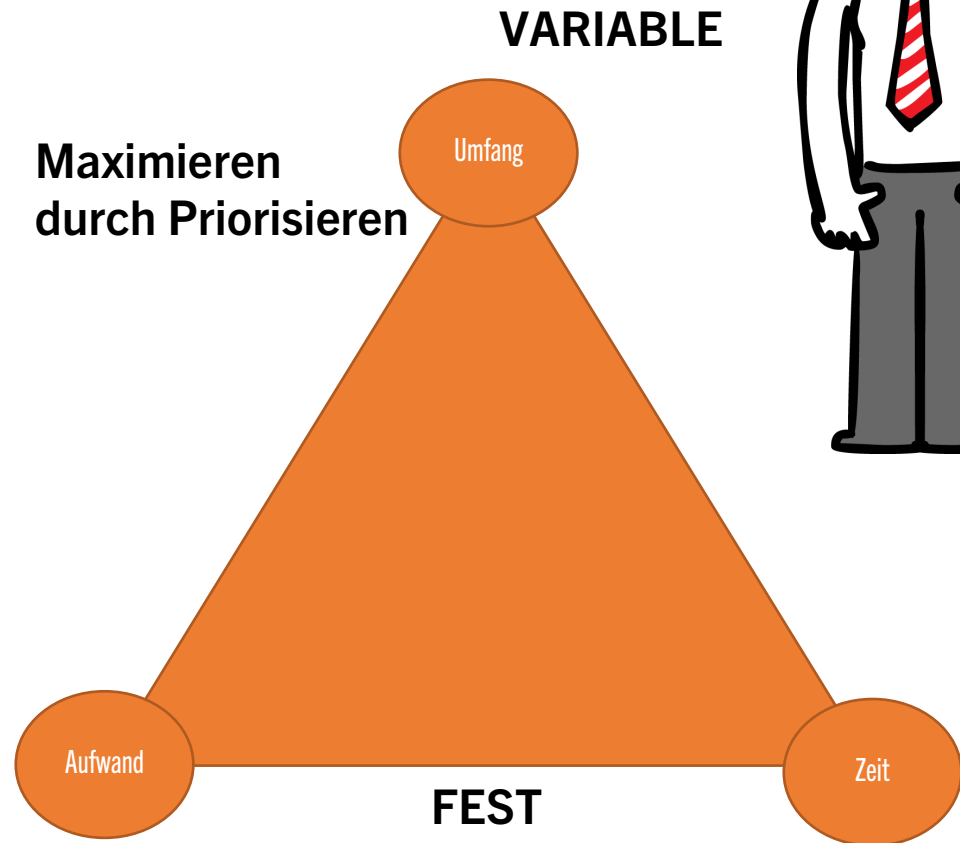 VARIABLE
Umfang
Maximieren
durch Priorisieren
Aufwand
Zeit
FEST